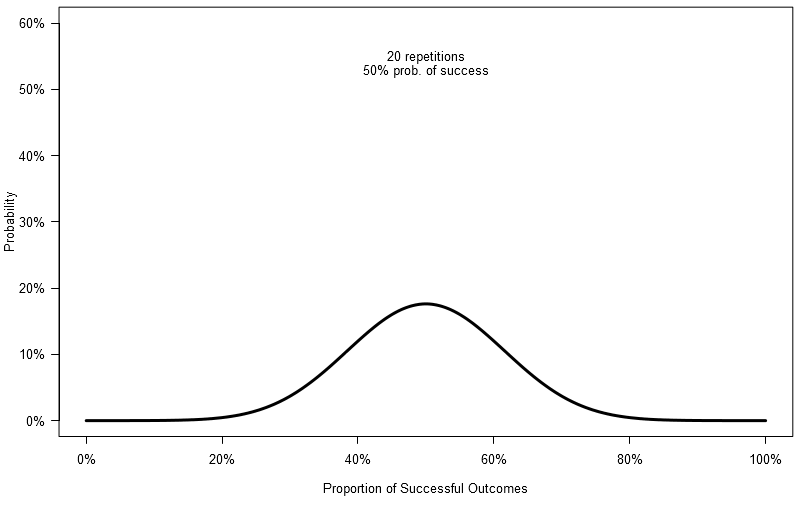 20 repetitions
50% prob. of success
Probability
60%
50%
40%
30%
20%
10%
0%
0% 20% 40% 60% 80% 100%
Proportion of Successful Outcomes